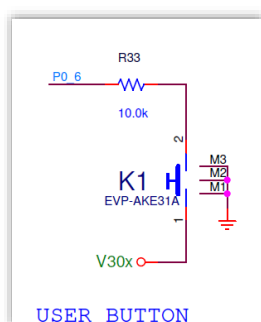 R33
P0_6
10.0k
2
M3
M2
M1
K1
EVP-AKE31A
1
V30x
USER BUTTON